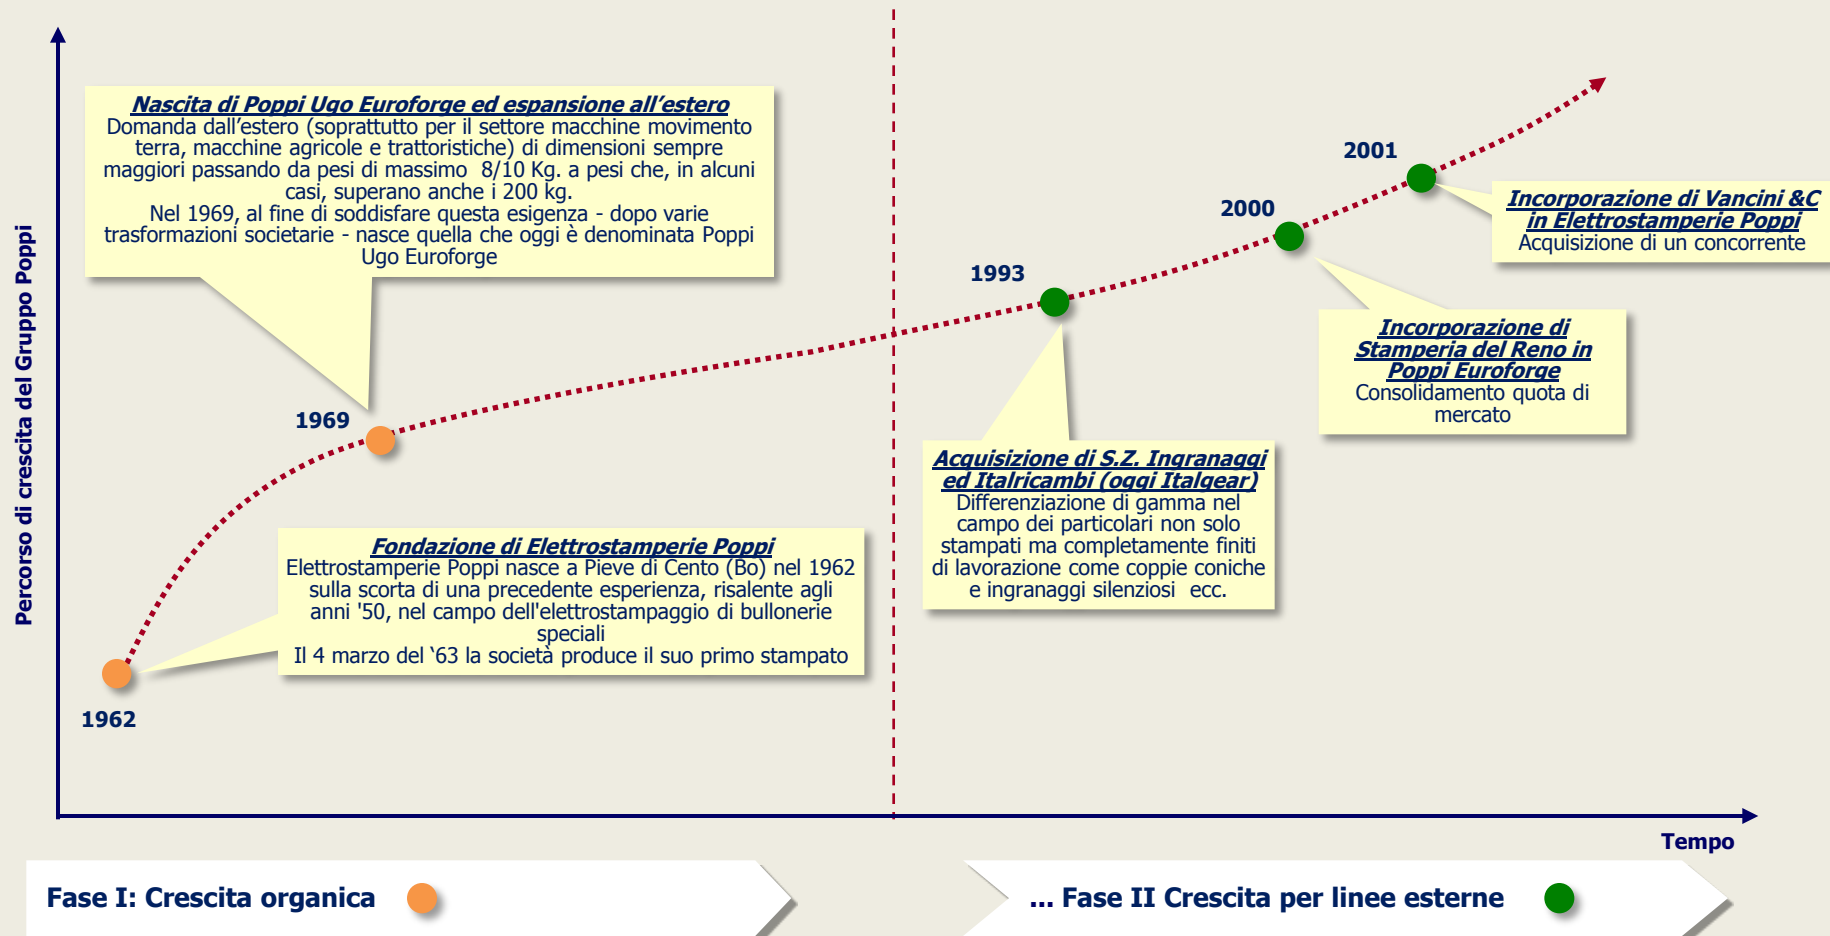 Percorso di crescita del Gruppo Poppi
Nascita di Poppi Ugo Euroforge ed espansione all’estero
Domanda dall’estero (soprattutto per il settore macchine movimento
terra, macchine agricole e trattoristiche) di dimensioni sempre
maggiori passando da pesi di massimo 8/10 Kg. a pesi che, in alcuni
casi, superano anche i 200 kg.
Nel 1969, al fine di soddisfare questa esigenza - dopo varie
trasformazioni societarie - nasce quella che oggi è denominata Poppi
Ugo Euroforge
1969
Fondazione di Elettrostamperie Poppi
Elettrostamperie Poppi nasce a Pieve di Cento (Bo) nel 1962
sulla scorta di una precedente esperienza, risalente agli
anni '50, nel campo dell'elettrostampaggio di bullonerie
speciali
Il 4 marzo del ‘63 la società produce il suo primo stampato
1962
1993
Acquisizione di S.Z. Ingranaggi
ed Italricambi (oggi Italgear)
Differenziazione di gamma nel
campo dei particolari non solo
stampati ma completamente finiti
di lavorazione come coppie coniche
e ingranaggi silenziosi ecc.
2000
Incorporazione di
Stamperia del Reno in
Poppi Euroforge
Consolidamento quota di
mercato
2001
Incorporazione di Vancini &C
in Elettrostamperie Poppi
Acquisizione di un concorrente
Tempo
Fase I: Crescita organica
... Fase II Crescita per linee esterne